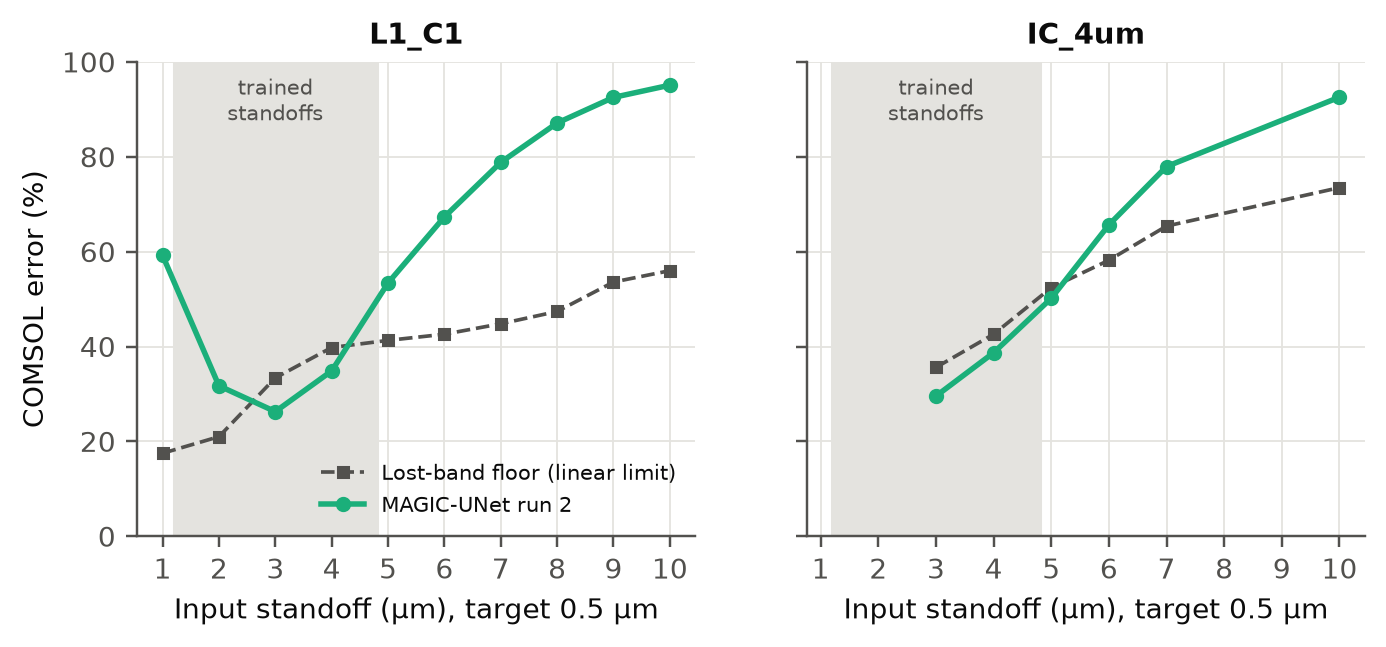 L1_C1
IC_4um
100
80
60
40
20
0
COMSOL error (%)
trained
standoffs
trained
standoffs
Lost-band floor (linear limit)
MAGIC-UNet run 2
1 2 3 4 5 6 7 8 9 10
1 2 3 4 5 6 7 8 9 10
Input standoff (µm), target 0.5 µm
Input standoff (µm), target 0.5 µm